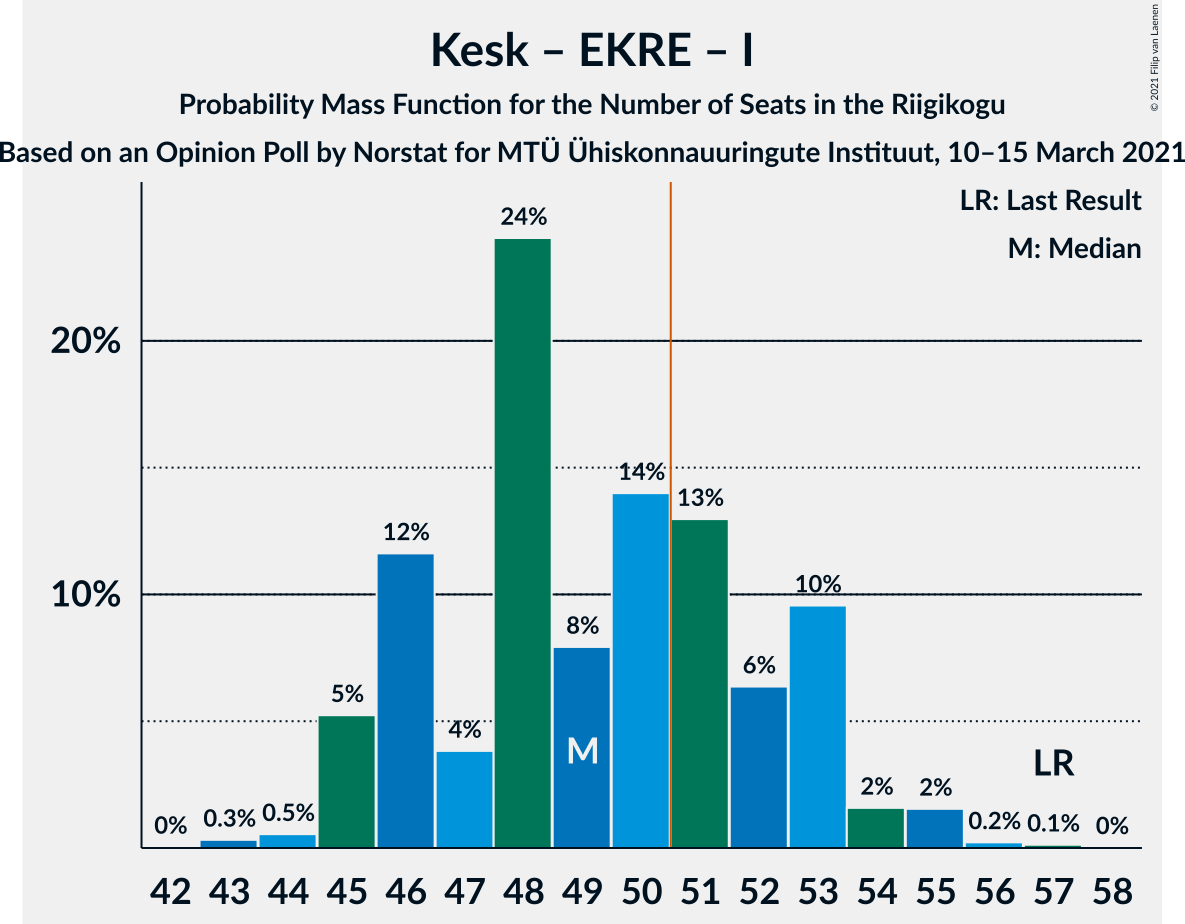 Kesk – EKRE – I
Probability Mass Function for the Number of Seats in the Riigikogu
Based on an Opinion Poll by Norstat for MTÜ Ühiskonnauuringute Instituut, 10–15 March 2021
© 2021 Filip van Laenen
LR: Last Result
M: Median
20%
10%
0%
0.3%
0.5%
5%
12%
4%
24%
8%
14%
13%
6%
10%
2%
2%
0.2%
0.1%
0%
M
LR
42 43 44 45 46 47 48 49 50 51 52 53 54 55 56 57 58